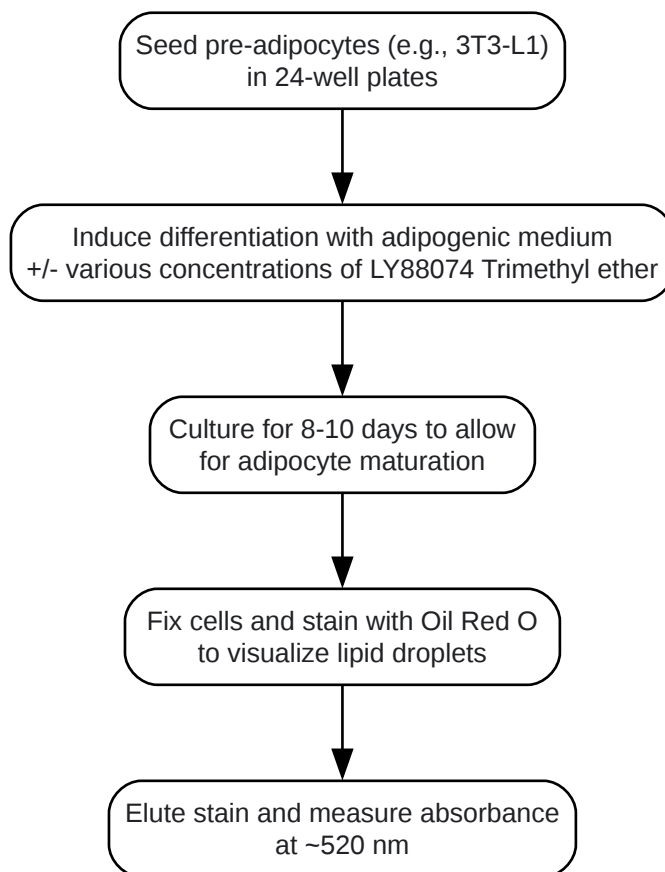 Seed pre-adipocytes (e.g., 3T3-L1)
in 24-well plates
Induce differentiation with adipogenic medium
+/- various concentrations of LY88074 Trimethyl ether
Culture for 8-10 days to allow
for adipocyte maturation
Fix cells and stain with Oil Red O
to visualize lipid droplets
Elute stain and measure absorbance
at ~520 nm